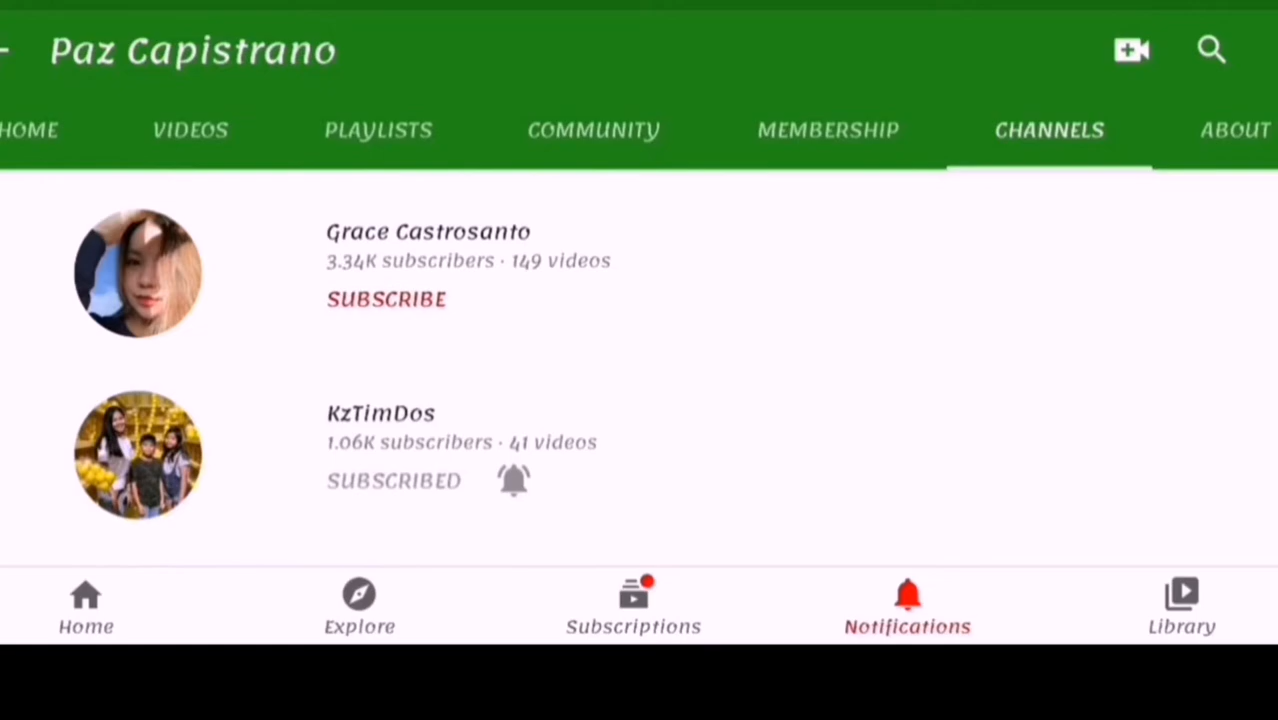 Paz Capistrano
HOME VIDEOS PLAYLISTS COMMUNITY MEMBERSHIP CHANNELS ABOUT
Grace Castrosanto
3.34K subscribers · 149 videos
SUBSCRIBE
KzTimDos
1.06K subscribers · 41 videos
SUBSCRIBED
Home Explore Subscriptions Notifications Library